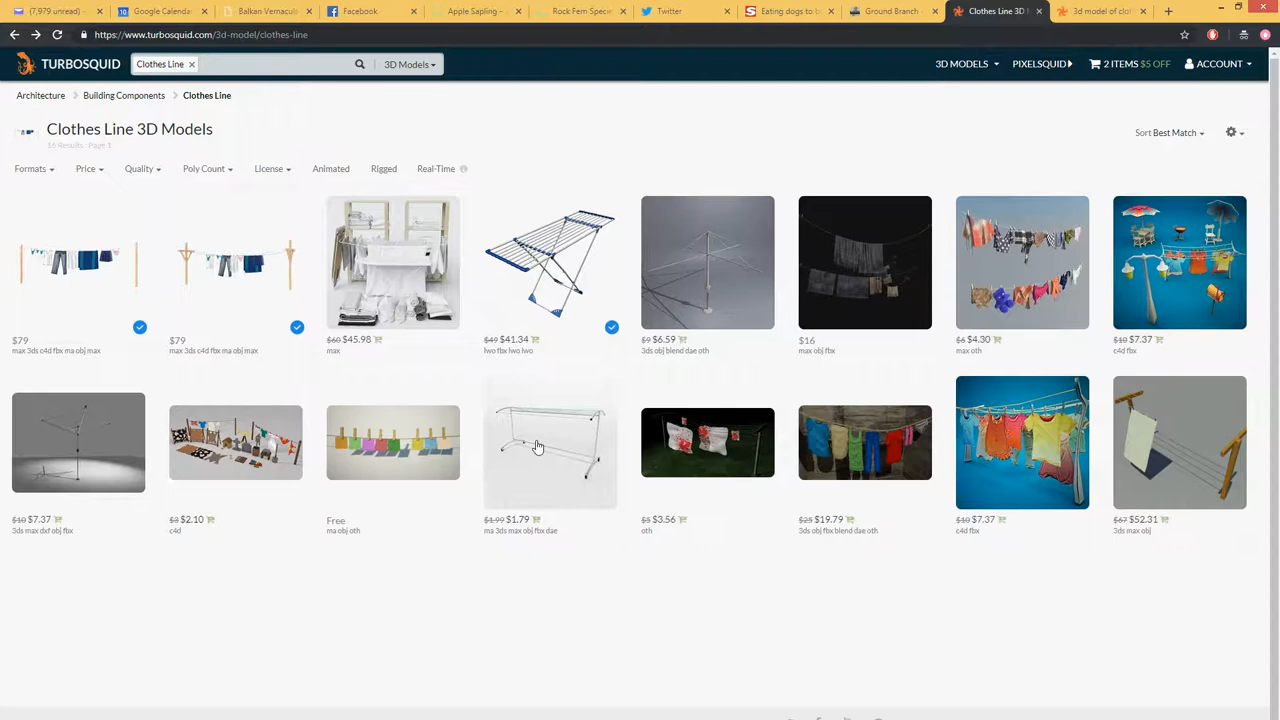 (7,979 unread)
Google Calendar
Balkan Vernacula
Facebook
Apple Sapling -
Rock Fern Specie
Twitter
Eating dogs to b
Ground Branch
Clothes Line 3D M
3d model of clot
https://www.turbosquid.com/3d-model/clothes-line
TURBOSQUID
Clothes Line
3D Models
3D MODELS
PIXELSQUID
2 ITEMS $5 OFF
ACCOUNT
Architecture Building Components Clothes Line
Clothes Line 3D Models
16 Results - Page 1
Sort Best Match
Formats Price Quality Poly Count License Animated Rigged Real-Time
$79
max 3ds c4d fbx ma obj max
$79
max 3ds c4d fbx ma obj max
$60 $45.98
max
$49 $41.34
lwo fbx lwo lwo
$9 $6.59
3ds obj blend dae oth
$16
max obj fbx
$6 $4.30
max oth
$10 $7.37
c4d fbx
$10 $7.37
3ds max dxf obj fbx
$3 $2.10
c4d
Free
ma obj oth
$1.99 $1.79
ma 3ds max obj fbx dae
$5 $3.56
oth
$25 $19.79
3ds obj fbx blend dae oth
$10 $7.37
c4d fbx
$67 $52.31
3ds max obj